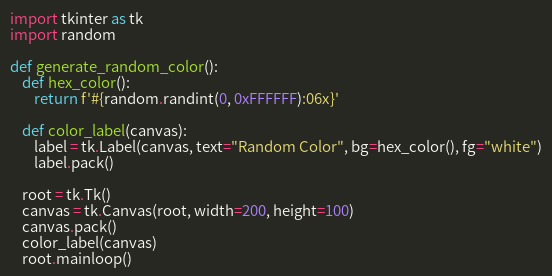 import tkinter as tk
import random

def generate_random_color():
    def hex_color():
        return f'#{random.randint(0, 0xFFFFFF):06x}'

    def color_label(canvas):
        label = tk.Label(canvas, text="Random Color", bg=hex_color(), fg="white")
        label.pack()

    root = tk.Tk()
    canvas = tk.Canvas(root, width=200, height=100)
    canvas.pack()
    color_label(canvas)
    root.mainloop()